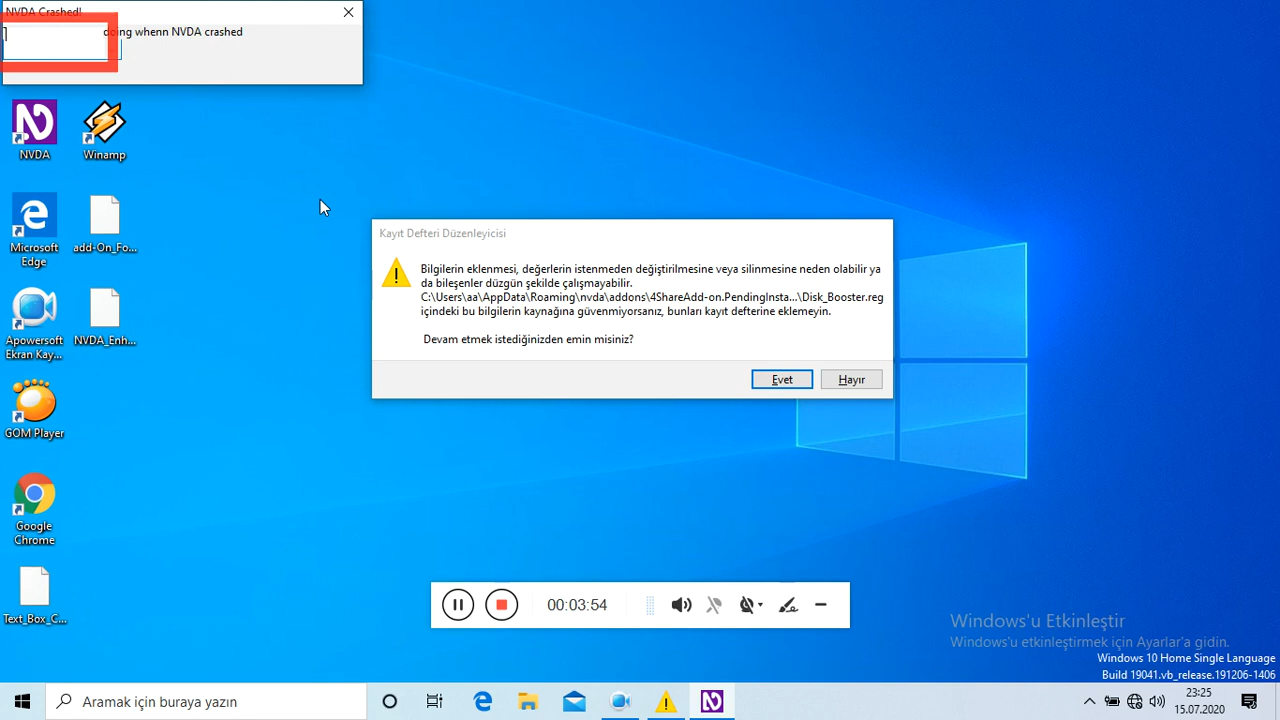 NVDA Crashed!
doing whenn NVDA crashed
NVDA
Winamp
Microsoft
Edge
add-On_Fo...
Apowersoft
Ekran Kay...
NVDA_Enh...
GOM Player
Google
Chrome
Text_Box_C...
Kayıt Defteri Düzenleyicisi
Bilgilerin eklenmesi, değerlerin istenmeden değiştirilmesine veya silinmesine neden olabilir ya
da bileşenler düzgün şekilde çalışmayabilir.
C:\Users\aa\AppData\Roaming\nvda\addons\4ShareAdd-on.PendingInsta...\Disk_Booster.reg
içindeki bu bilgilerin kaynağına güvenmiyorsanız, bunları kayıt defterine eklemeyin.
Devam etmek istediğinizden emin misiniz?
Evet
Hayır
00:03:54
Windows'u Etkinleştir
Windows'u etkinleştirmek için Ayarlar'a gidin.
Windows 10 Home Single Language
Build 19041.vb_release.191206-1406
Aramak için buraya yazın
23:25
15.07.2020